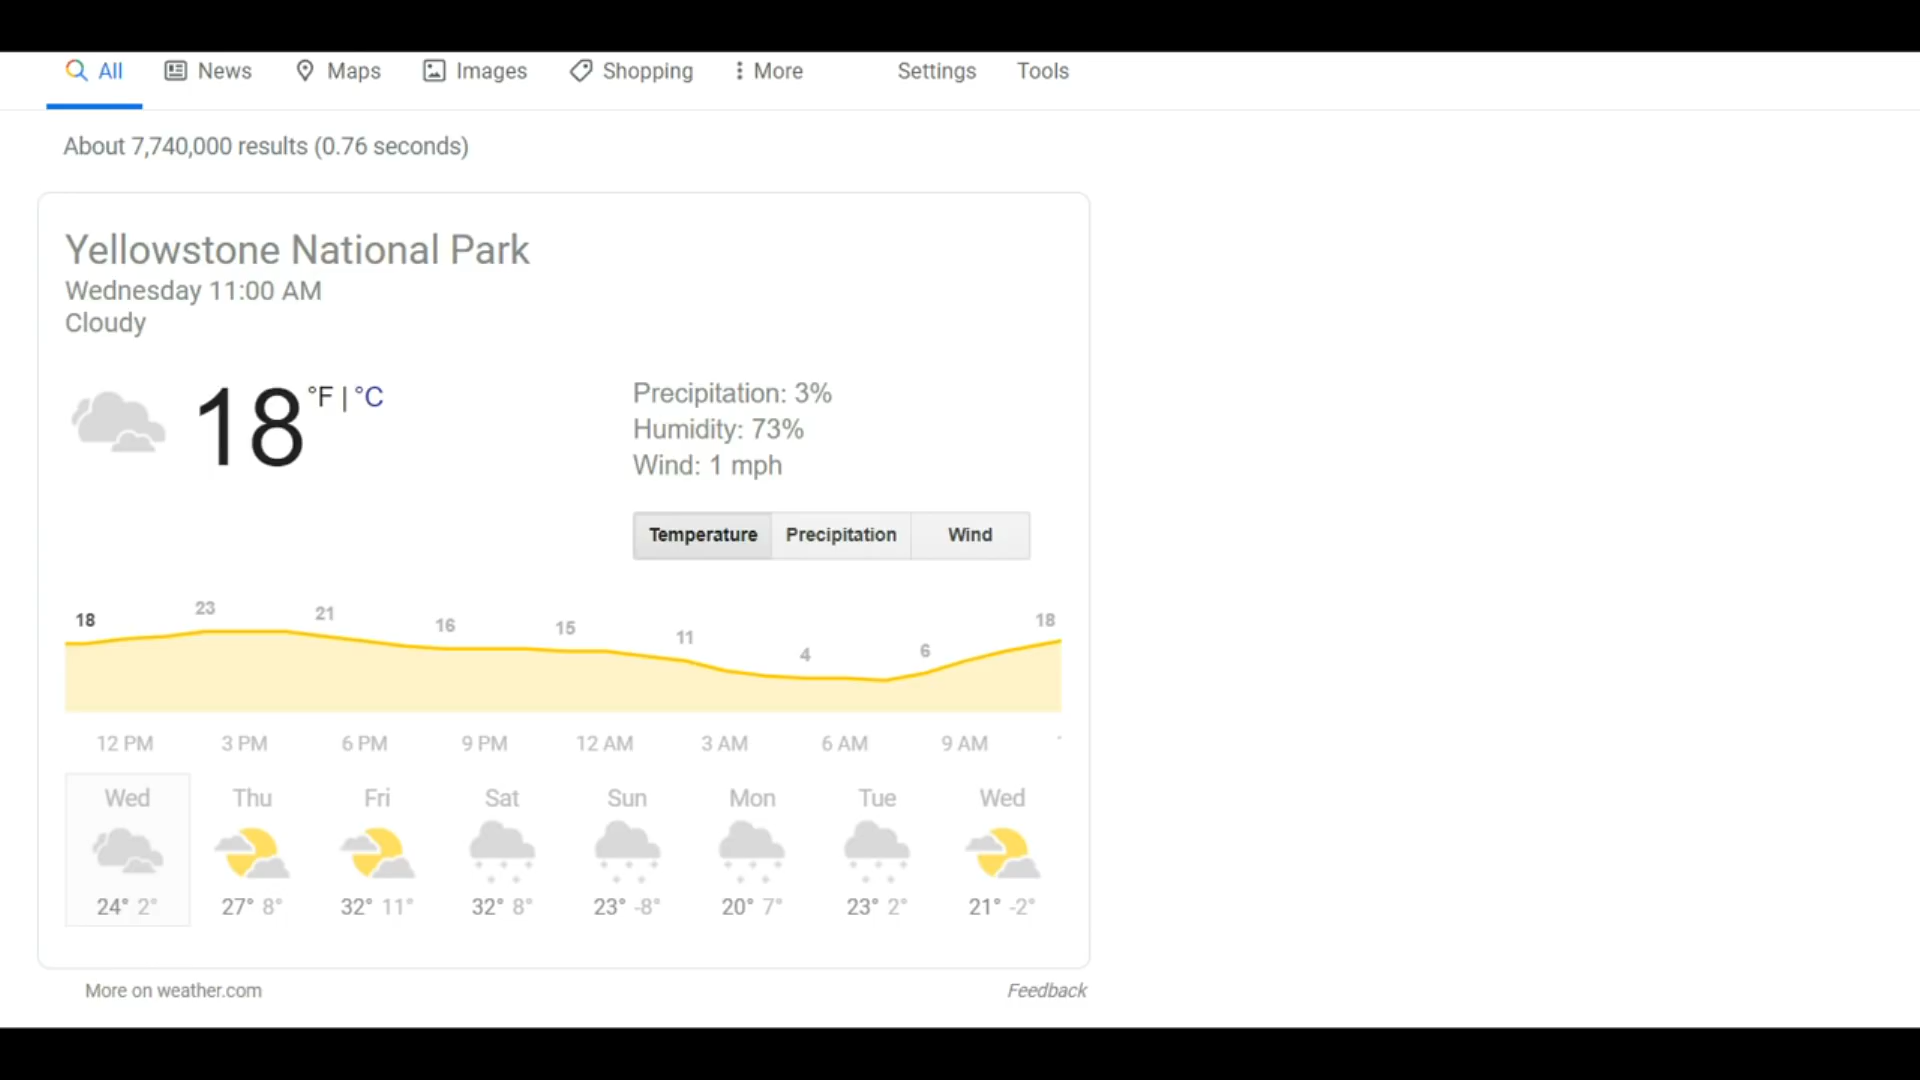 All News Maps Images Shopping More Settings Tools
About 7,740,000 results (0.76 seconds)
Yellowstone National Park
Wednesday 11:00 AM
Cloudy
18 °F | °C
Precipitation: 3%
Humidity: 73%
Wind: 1 mph
Temperature Precipitation Wind
18 23 21 16 15 11 4 6 18
12 PM 3 PM 6 PM 9 PM 12 AM 3 AM 6 AM 9 AM
Wed Thu Fri Sat Sun Mon Tue Wed
24° 2° 27° 8° 32° 11° 32° 8° 23° -8° 20° 7° 23° 2° 21° -2°
More on weather.com Feedback